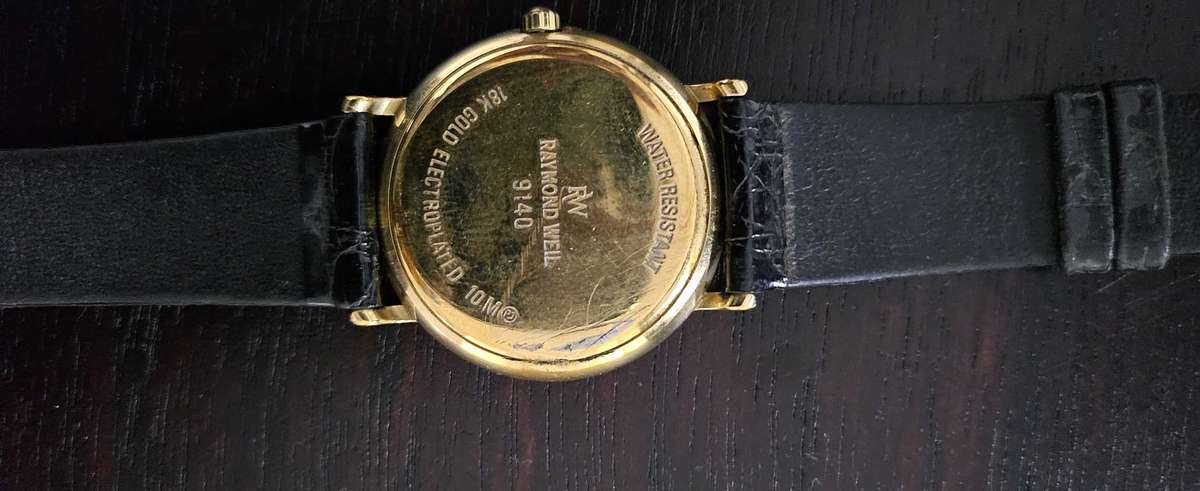 WATER RESISTANT
RW
RAYMOND WEIL
9140
18K GOLD ELECTROPLATED 10M